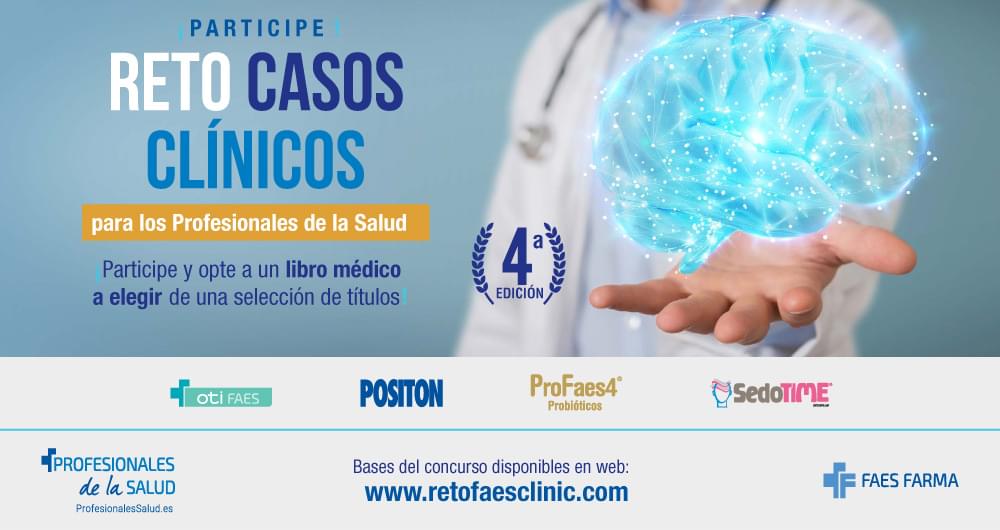 ¡PARTICIPE!
RETO CASOS
CLÍNICOS
para los Profesionales de la Salud
¡Participe y opte a un libro médico
a elegir de una selección de títulos!
4ª
EDICIÓN
oti FAES
POSITON
ProFaes4®
Probióticos
SedoTIME
PROFESIONALES
de la SALUD
ProfesionalesSalud.es
Bases del concurso disponibles en web:
www.retofaesclinic.com
FAES FARMA